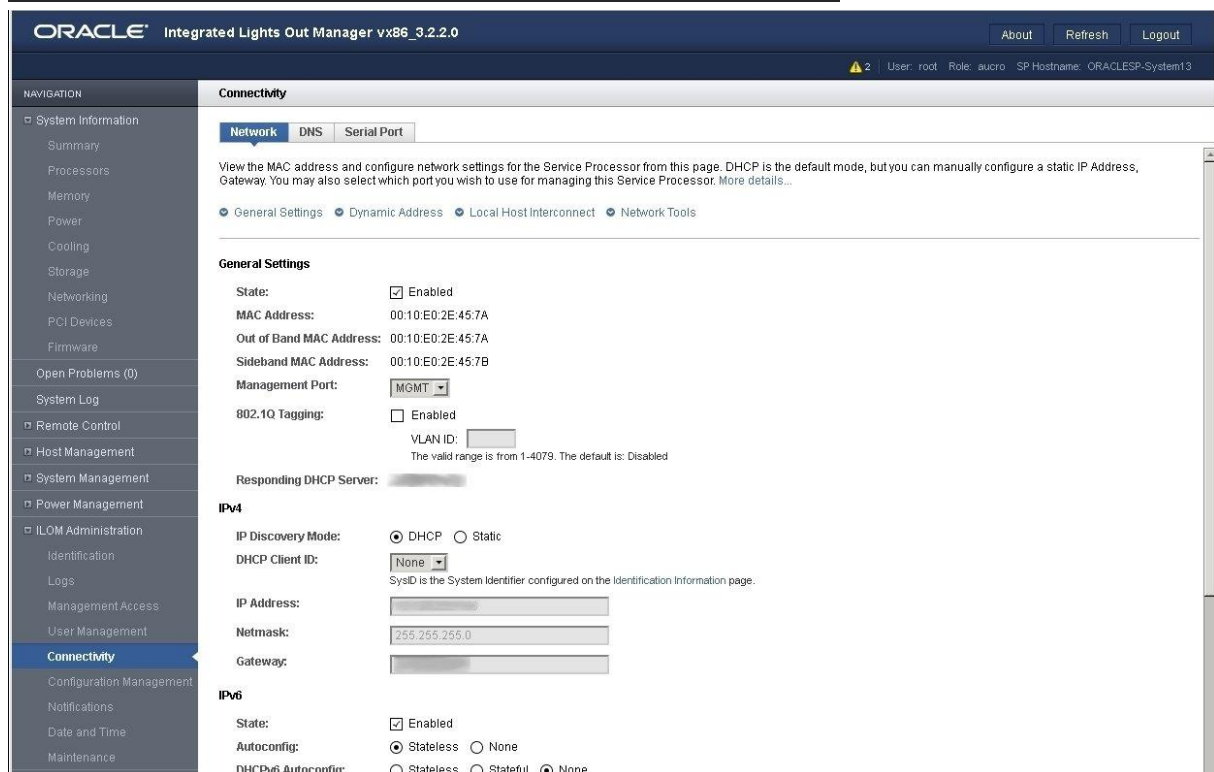 ORACLE® Integrated Lights Out Manager vx86_3.2.2.0
About Refresh Logout
2 User: root Role: aucro SP Hostname: ORACLESP-System13
NAVIGATION
System Information
Summary
Processors
Memory
Power
Cooling
Storage
Networking
PCI Devices
Firmware
Open Problems (0)
System Log
Remote Control
Host Management
System Management
Power Management
ILOM Administration
Identification
Logs
Management Access
User Management
Connectivity
Configuration Management
Notifications
Date and Time
Maintenance
Connectivity
Network DNS Serial Port
View the MAC address and configure network settings for the Service Processor from this page. DHCP is the default mode, but you can manually configure a static IP Address,
Gateway. You may also select which port you wish to use for managing this Service Processor. More details...
General Settings Dynamic Address Local Host Interconnect Network Tools
General Settings
State: Enabled
MAC Address: 00:10:E0:2E:45:7A
Out of Band MAC Address: 00:10:E0:2E:45:7A
Sideband MAC Address: 00:10:E0:2E:45:7B
Management Port: MGMT
802.1Q Tagging: Enabled
VLAN ID:
The valid range is from 1-4079. The default is: Disabled
Responding DHCP Server:
IPv4
IP Discovery Mode: DHCP Static
DHCP Client ID: None
SysID is the System Identifier configured on the Identification Information page.
IP Address:
Netmask: 255.255.255.0
Gateway:
IPv6
State: Enabled
Autoconfig: Stateless None
DHCPv6 Autoconfig: Stateless Stateful None